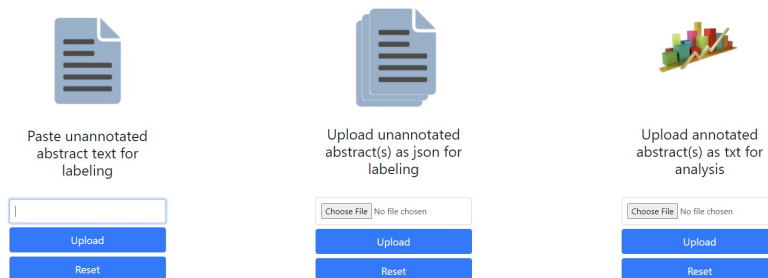 Paste unannotated
abstract text for
labeling
Upload
Reset
Upload unannotated
abstract(s) as json for
labeling
Choose File No file chosen
Upload
Reset
Upload annotated
abstract(s) as txt for
analysis
Choose File No file chosen
Upload
Reset